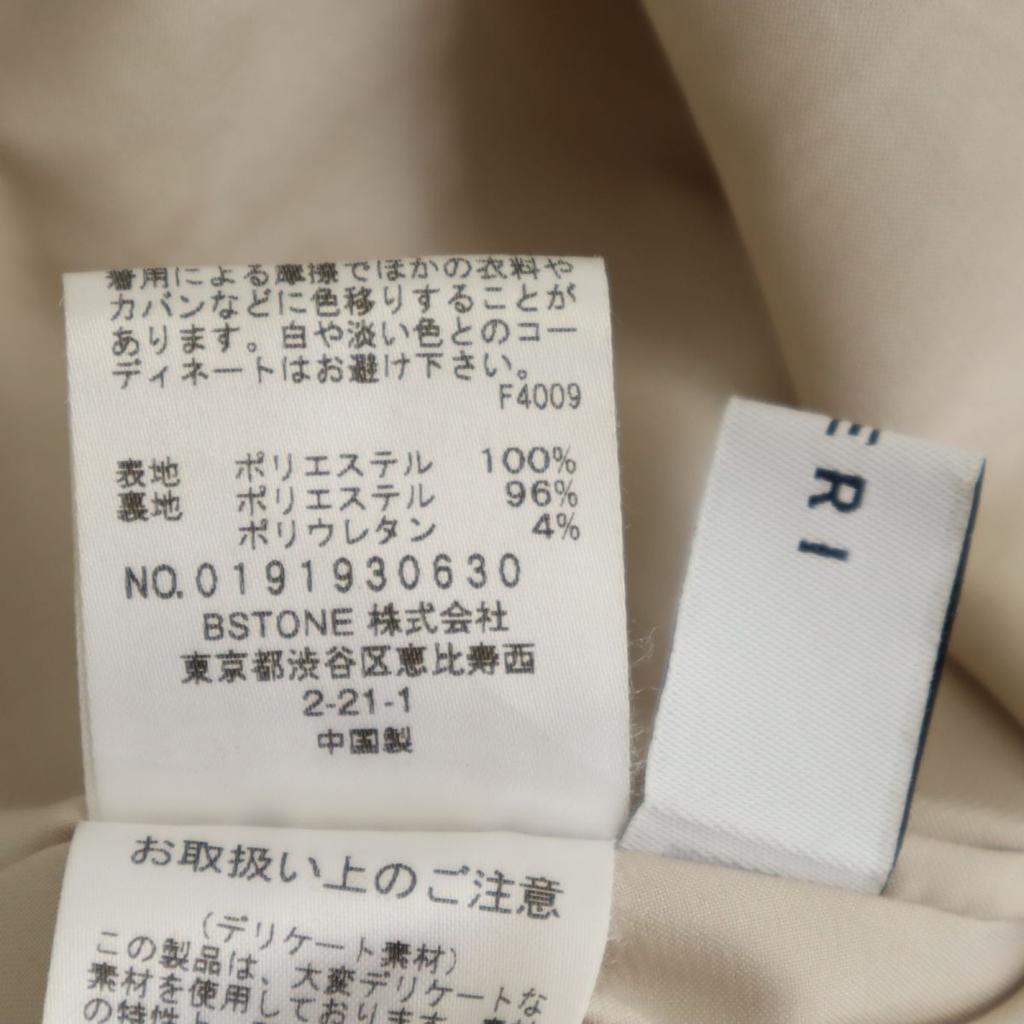 着用による摩擦でほかの衣料や
カバンなどに色移りすることが
あります。白や淡い色とのコー
ディネートはお避け下さい。
F4009
表地 ポリエステル 100%
裏地 ポリエステル 96%
ポリウレタン 4%
NO.0191930630
BSTONE 株式会社
東京都渋谷区恵比寿西
2-21-1
中国製
お取扱い上のご注意
(デリケート素材)
この製品は、大変デリケートな
素材を使用しております
の特性
ERI